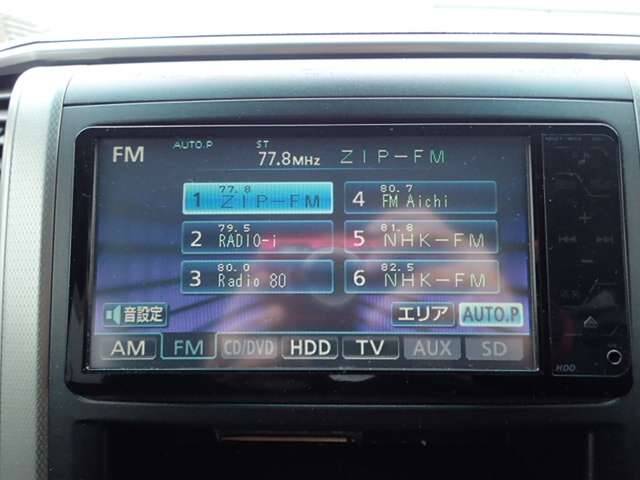 AUTO.P ST
FM 77.8MHz ZIP-FM
77.8 80.7
1 ZIP-FM 4 FM Aichi
79.5 81.8
2 RADIO-i 5 NHK-FM
80.0 82.5
3 Radio 80 6 NHK-FM
音設定 エリア AUTO.P
AM FM CD/DVD HDD TV AUX SD
HDD